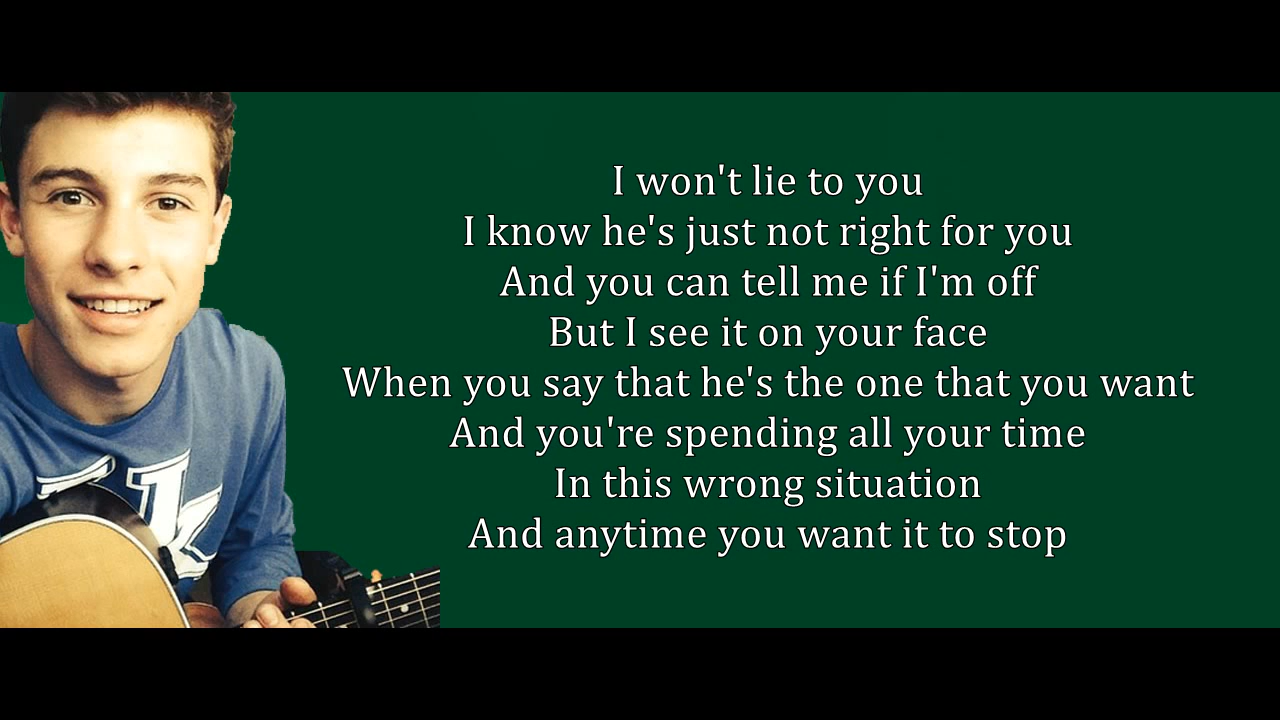 I won't lie to you
I know he's just not right for you
And you can tell me if I'm off
But I see it on your face
When you say that he's the one that you want
And you're spending all your time
In this wrong situation
And anytime you want it to stop